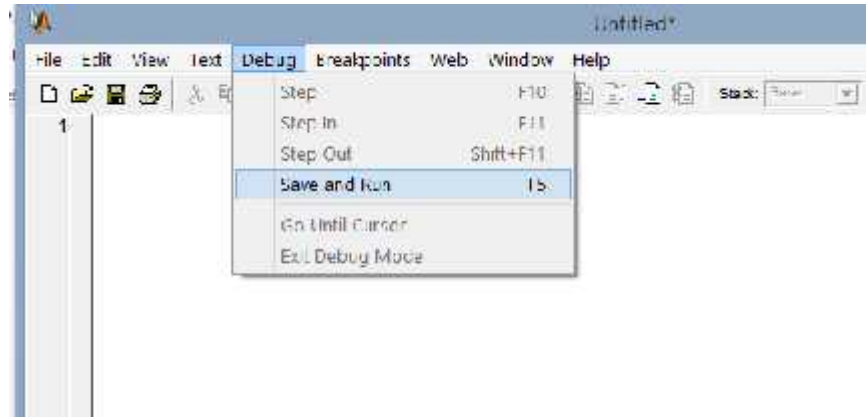 Untitled*
File Edit View Text Debug Breakpoints Web Window Help
Stack:
1
Step F10
Step In F11
Step Out Shift+F11
Save and Run F5
Go Until Cursor
Exit Debug Mode